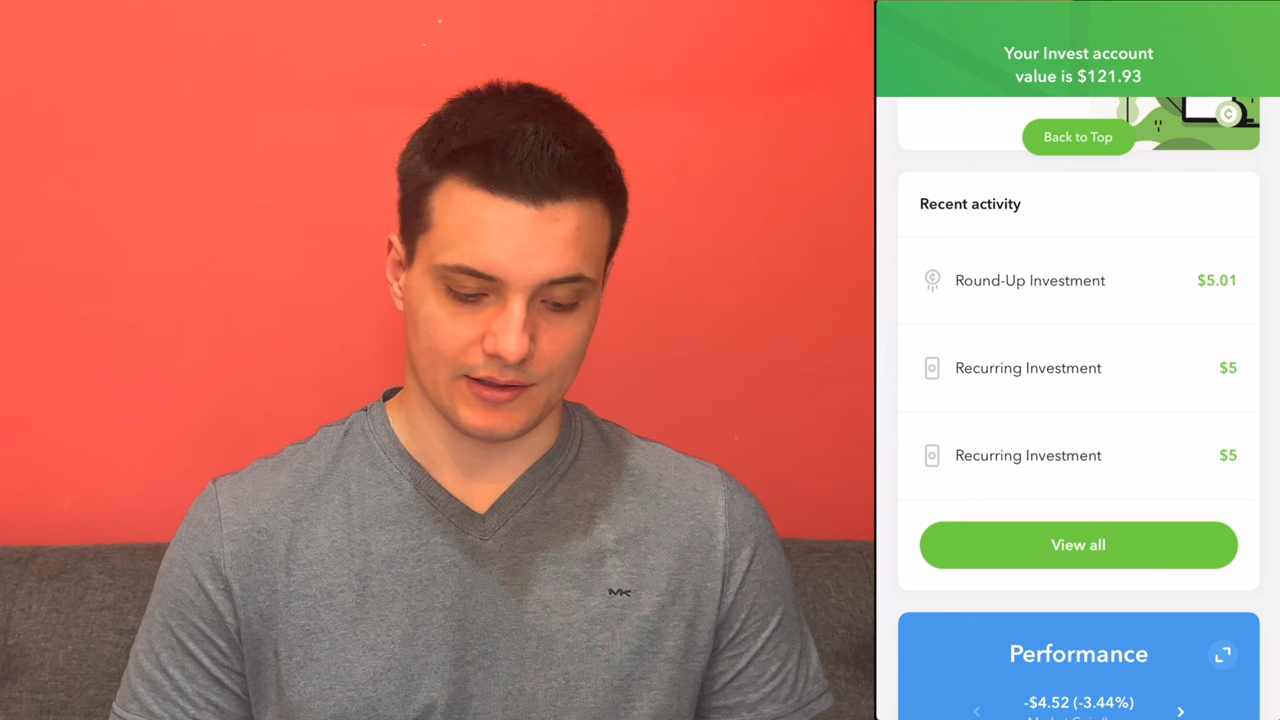 Your Invest account
value is $121.93
Back to Top
Recent activity
Round-Up Investment $5.01
Recurring Investment $5
Recurring Investment $5
View all
Performance
-$4.52 (-3.44%)
MK